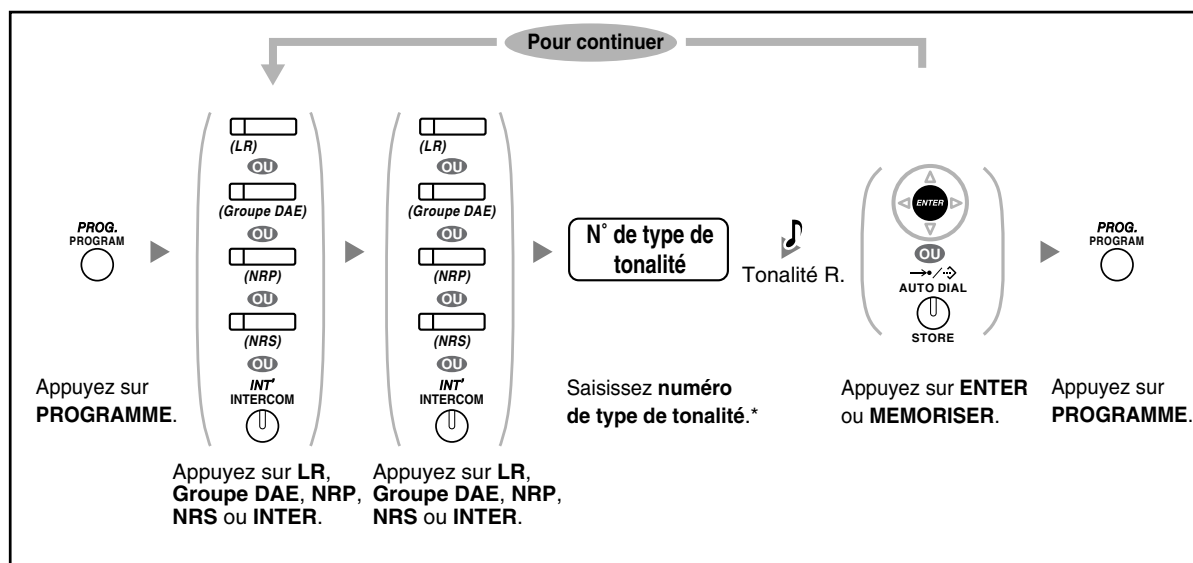 Pour continuer
PROG.
PROGRAM
Appuyez sur
PROGRAMME.
(LR)
OU
(Groupe DAE)
OU
(NRP)
OU
(NRS)
OU
INT'
INTERCOM
Appuyez sur LR,
Groupe DAE, NRP,
NRS ou INTER.
(LR)
OU
(Groupe DAE)
OU
(NRP)
OU
(NRS)
OU
INT'
INTERCOM
Appuyez sur LR,
Groupe DAE, NRP,
NRS ou INTER.
N° de type de
tonalité
Saisissez numéro
de type de tonalité.*
Tonalité R.
ENTER
OU
AUTO DIAL
STORE
Appuyez sur ENTER
ou MEMORISER.
PROG.
PROGRAM
Appuyez sur
PROGRAMME.